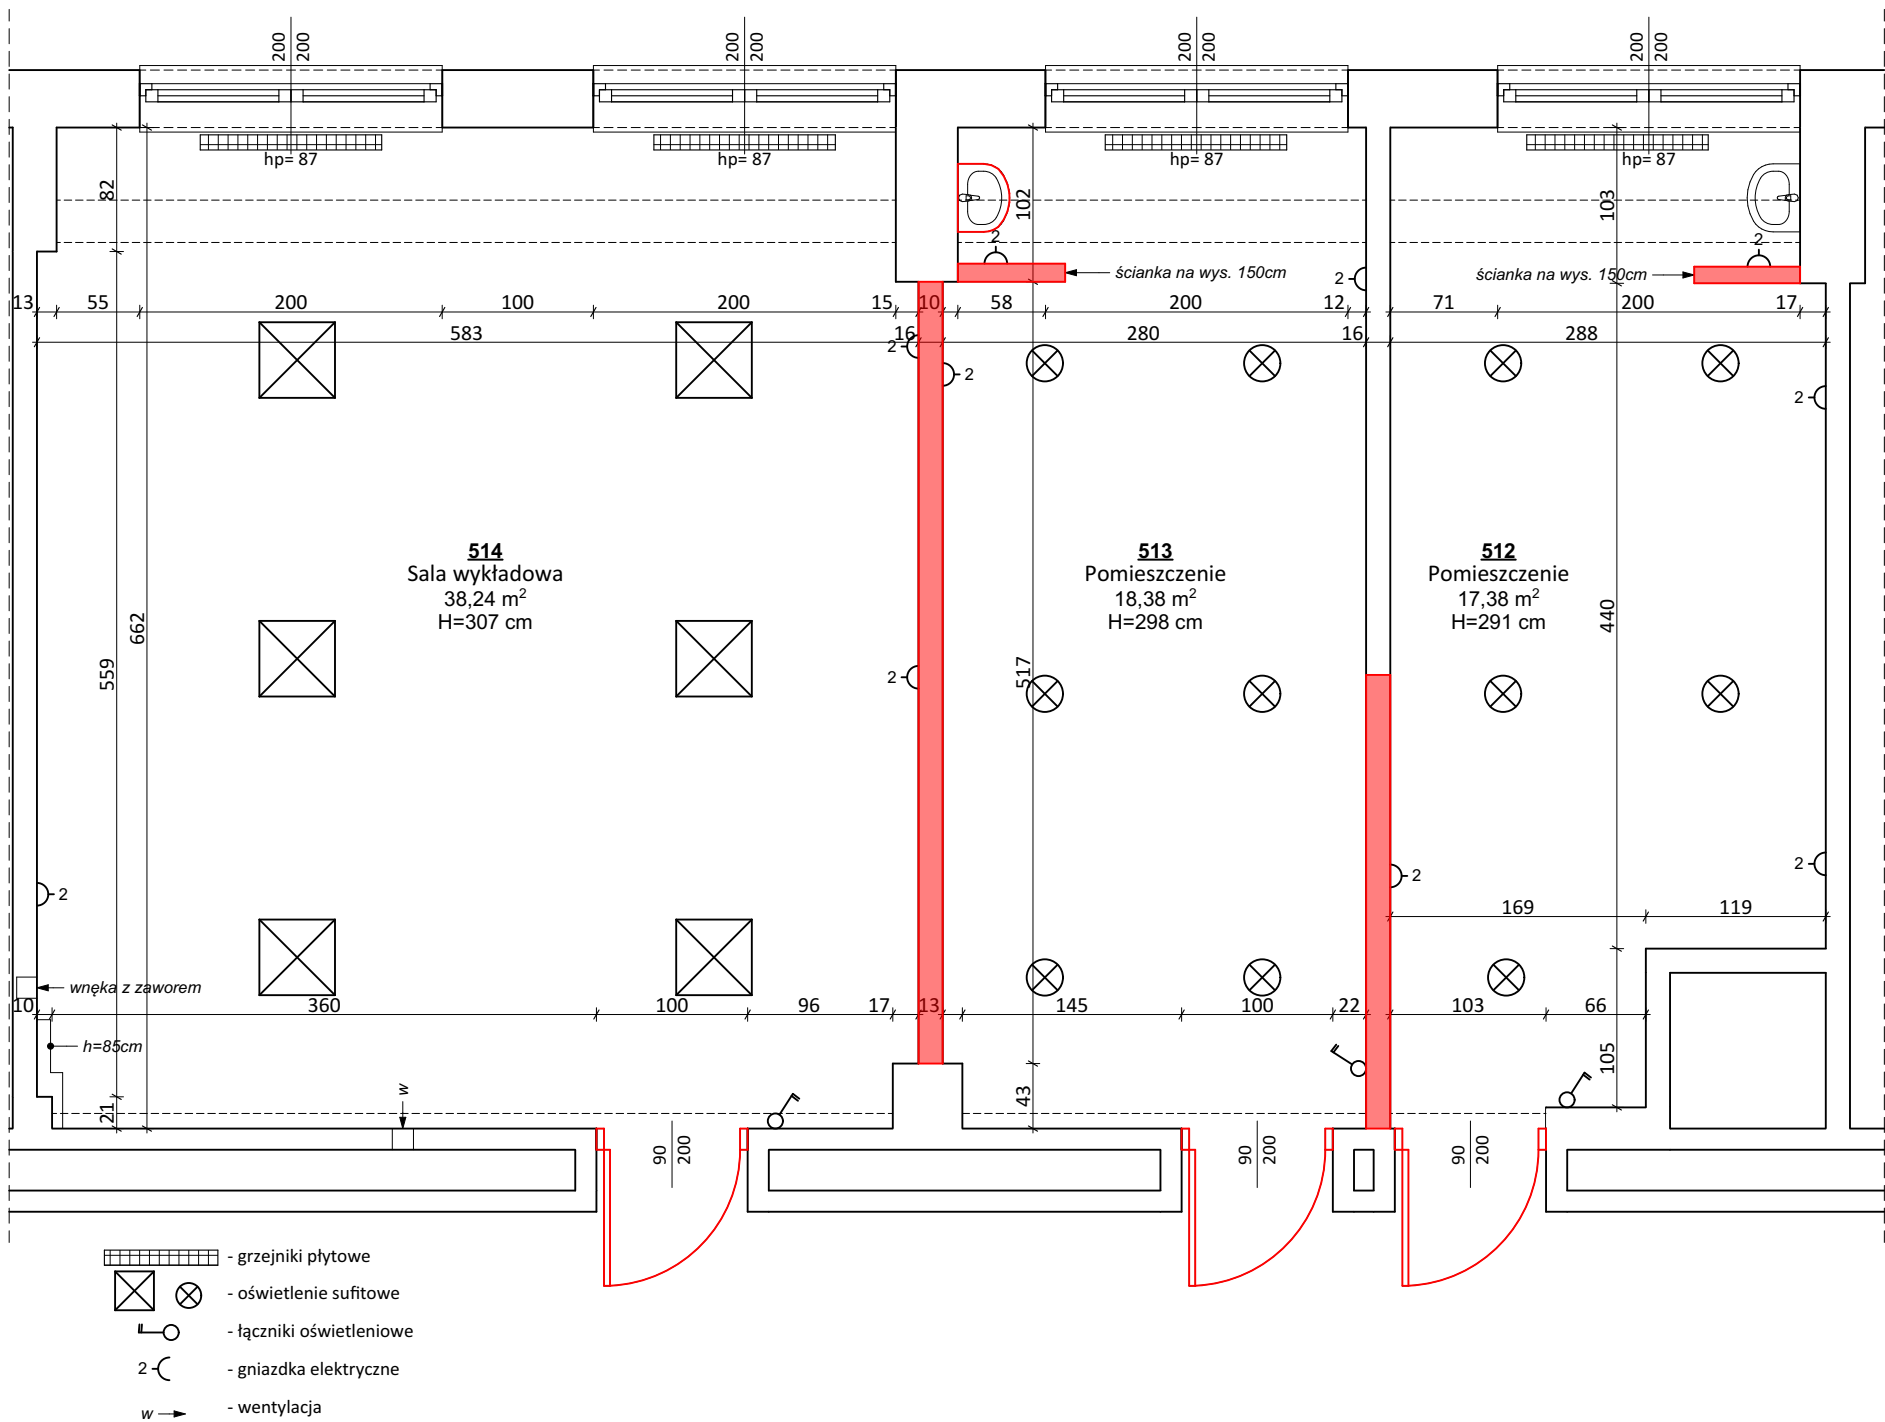 200 200 200 200 200 200 200 200
hp= 87 hp= 87 hp= 87 hp= 87
82 102 103
2 2
ścianka na wys. 150cm 2 ścianka na wys. 150cm
13 55 200 100 200 15 10 58 200 12 71 200 17
583 16 280 16 288
2 2 2
514
Sala wykładowa
38,24 m²
H=307 cm
513
Pomieszczenie
18,38 m²
H=298 cm
512
Pomieszczenie
17,38 m²
H=291 cm
662 559 517 440
2
2 2 2
169 119
wnęka z zaworem
10 360 100 96 17 13 145 100 22 103 66
h=85cm
21 w 43 105
90 200 90 200 90 200
- grzejniki płytowe
- oświetlenie sufitowe
- łączniki oświetleniowe
2 - gniazdka elektryczne
w - wentylacja